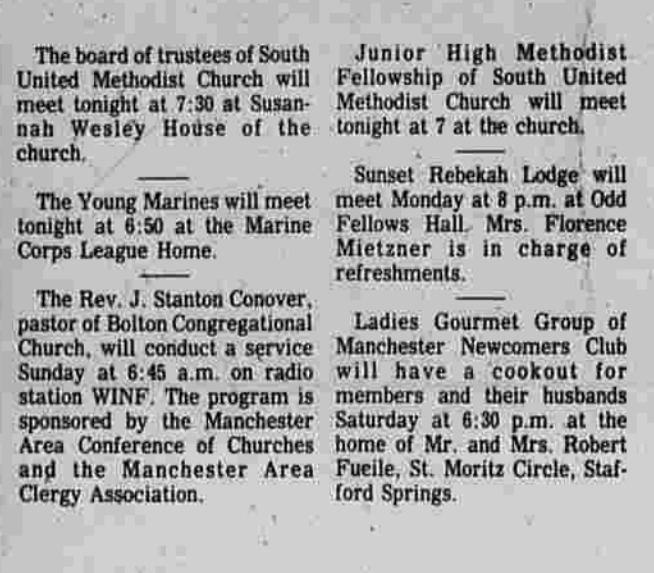 The board of trustees of South
United Methodist Church will
meet tonight at 7:30 at Susan-
nah Wesley House of the
church.
The Young Marines will meet
tonight at 6:50 at the Marine
Corps League Home.
The Rev. J. Stanton Conover,
pastor of Bolton Congregational
Church, will conduct a service
Sunday at 6:45 a.m. on radio
station WINF. The program is
sponsored by the Manchester
Area Conference of Churches
and the Manchester Area
Clergy Association.
Junior High Methodist
Fellowship of South United
Methodist Church will meet
tonight at 7 at the church.
Sunset Rebekah Lodge will
meet Monday at 8 p.m. at Odd
Fellows Hall. Mrs. Florence
Mietzner is in charge of
refreshments.
Ladies Gourmet Group of
Manchester Newcomers Club
will have a cookout for
members and their husbands
Saturday at 6:30 p.m. at the
home of Mr. and Mrs. Robert
Fueile, St. Moritz Circle, Staf-
ford Springs.